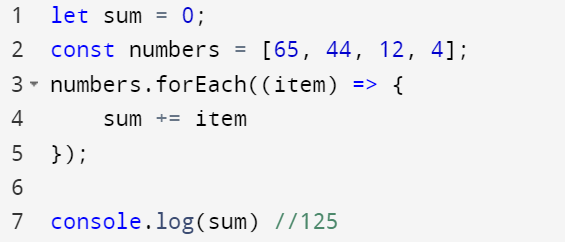 1 let sum = 0;
2 const numbers = [65, 44, 12, 4];
3 numbers.forEach((item) => {
4     sum += item
5 });
6
7 console.log(sum) //125